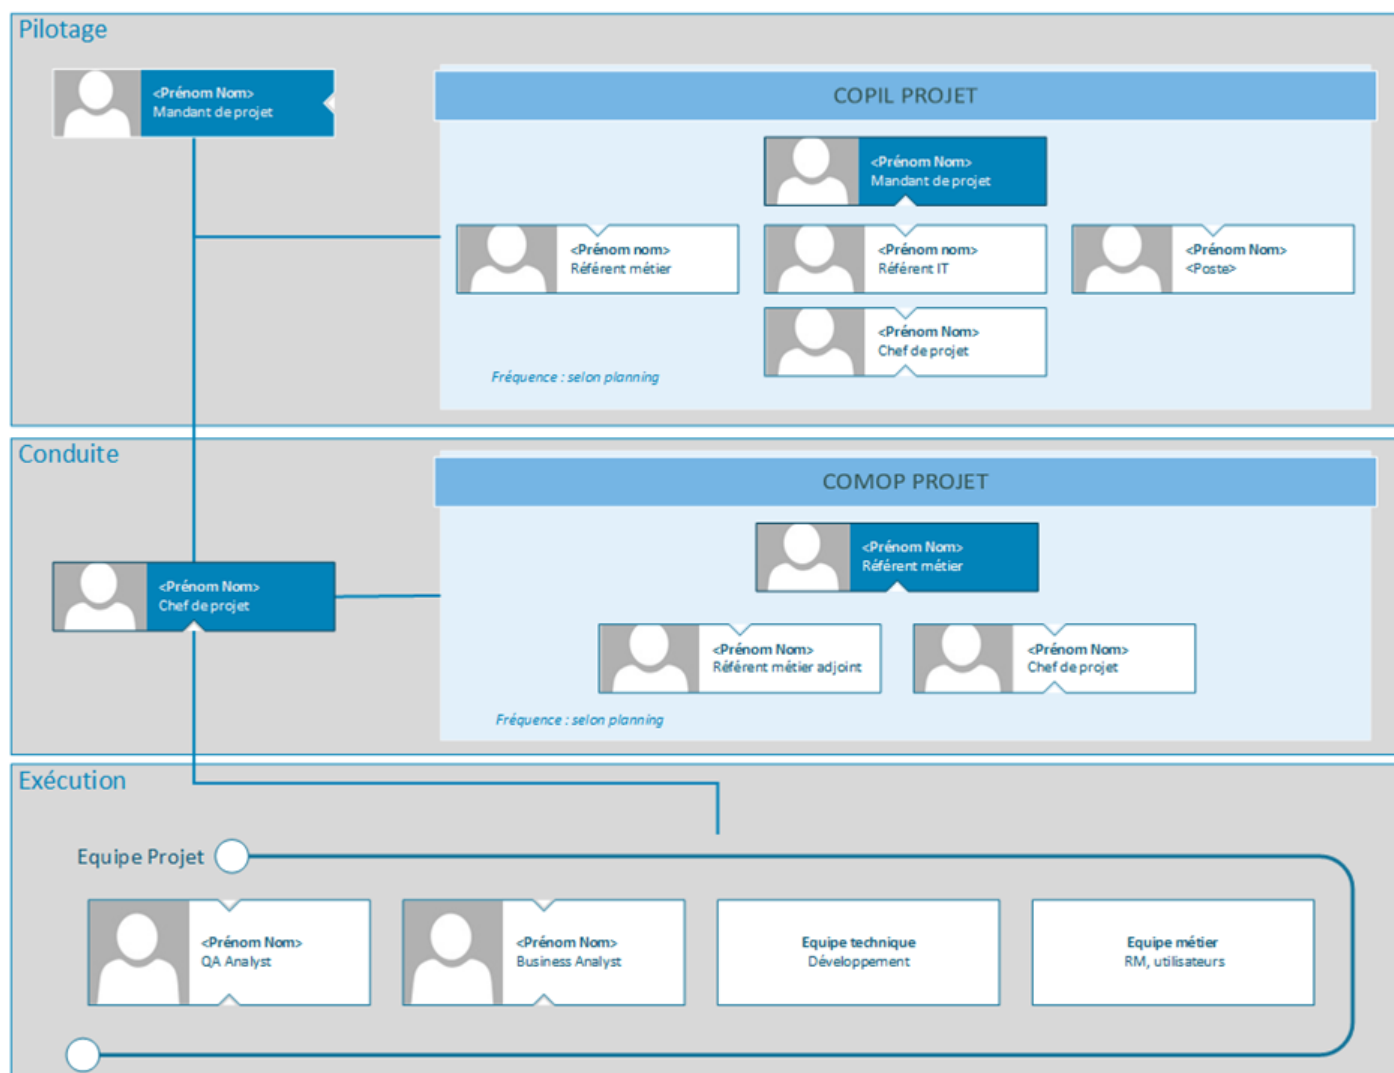 Pilotage
<Prénom Nom>
Mandant de projet
COPIL PROJET
<Prénom Nom>
Mandant de projet
<Prénom nom>
Référent métier
<Prénom nom>
Référent IT
<Prénom Nom>
<Poste>
<Prénom Nom>
Chef de projet
Fréquence : selon planning
Conduite
COMOP PROJET
<Prénom Nom>
Référent métier
<Prénom Nom>
Chef de projet
<Prénom Nom>
Référent métier adjoint
<Prénom Nom>
Chef de projet
Fréquence : selon planning
Exécution
Equipe Projet
<Prénom Nom>
QA Analyst
<Prénom Nom>
Business Analyst
Equipe technique
Développement
Equipe métier
RM, utilisateurs